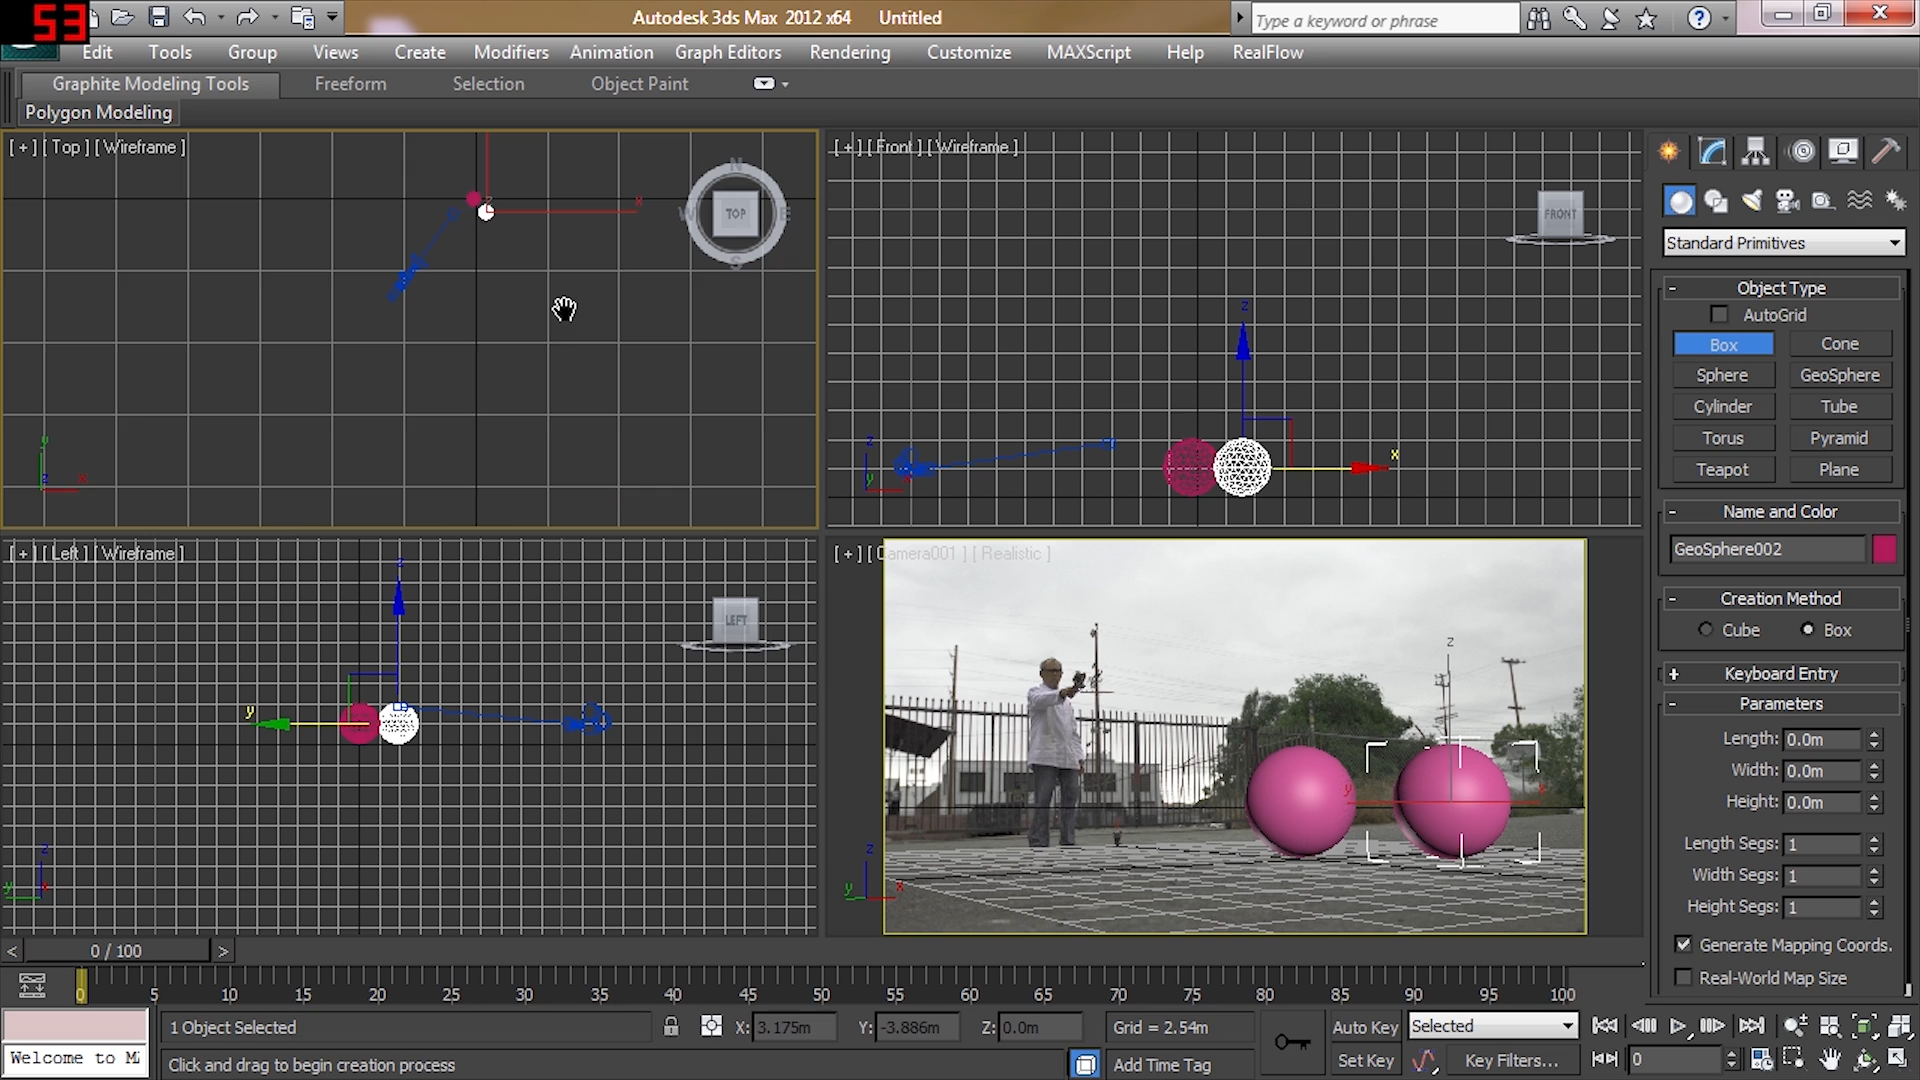 53
Autodesk 3ds Max 2012 x64 Untitled
Type a keyword or phrase
Edit Tools Group Views Create Modifiers Animation Graph Editors Rendering Customize MAXScript Help RealFlow
Graphite Modeling Tools Freeform Selection Object Paint
Polygon Modeling
[ + ] [ Top ] [ Wireframe ]
N
W TOP E
S
x
y
z x
[ + ] [ Front ] [ Wireframe ]
FRONT
z
x
z
y
[ + ] [ Left ] [ Wireframe ]
LEFT
z
y
z
y x
[ + ] [ Camera001 ] [ Realistic ]
z
y x
z
y x
Standard Primitives
- Object Type
AutoGrid
Box Cone
Sphere GeoSphere
Cylinder Tube
Torus Pyramid
Teapot Plane
- Name and Color
GeoSphere002
- Creation Method
Cube Box
+ Keyboard Entry
- Parameters
Length: 0.0m
Width: 0.0m
Height: 0.0m
Length Segs: 1
Width Segs: 1
Height Segs: 1
Generate Mapping Coords.
Real-World Map Size
< 0 / 100 >
0 5 10 15 20 25 30 35 40 45 50 55 60 65 70 75 80 85 90 95 100
1 Object Selected X: 3.175m Y: -3.886m Z: 0.0m Grid = 2.54m Auto Key Selected
Welcome to M
Click and drag to begin creation process Add Time Tag Set Key Key Filters... 0